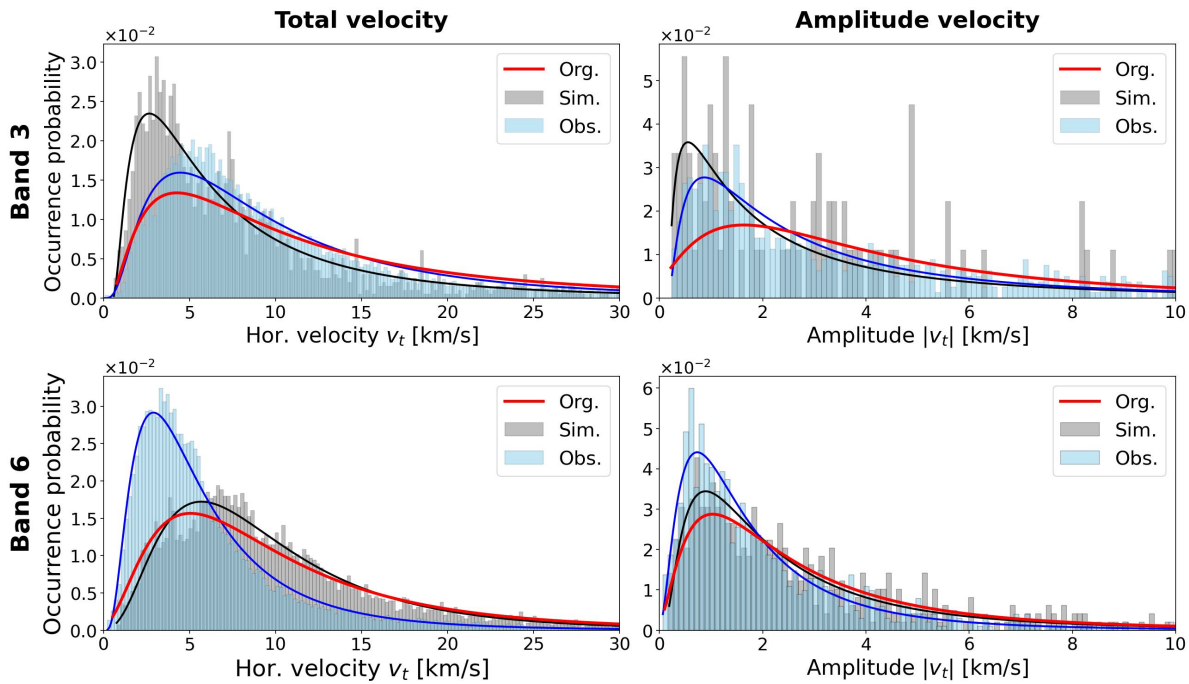 Total velocity
Amplitude velocity
Band 3
×10⁻²
Occurrence probability
3.0
2.5
2.0
1.5
1.0
0.5
0.0
0 5 10 15 20 25 30
Hor. velocity vₜ [km/s]
Org.
Sim.
Obs.
×10⁻²
5
4
3
2
1
0
0 2 4 6 8 10
Amplitude |vₜ| [km/s]
Org.
Sim.
Obs.
Band 6
×10⁻²
Occurrence probability
3.0
2.5
2.0
1.5
1.0
0.5
0.0
0 5 10 15 20 25 30
Hor. velocity vₜ [km/s]
Org.
Sim.
Obs.
×10⁻²
6
5
4
3
2
1
0
0 2 4 6 8 10
Amplitude |vₜ| [km/s]
Org.
Sim.
Obs.